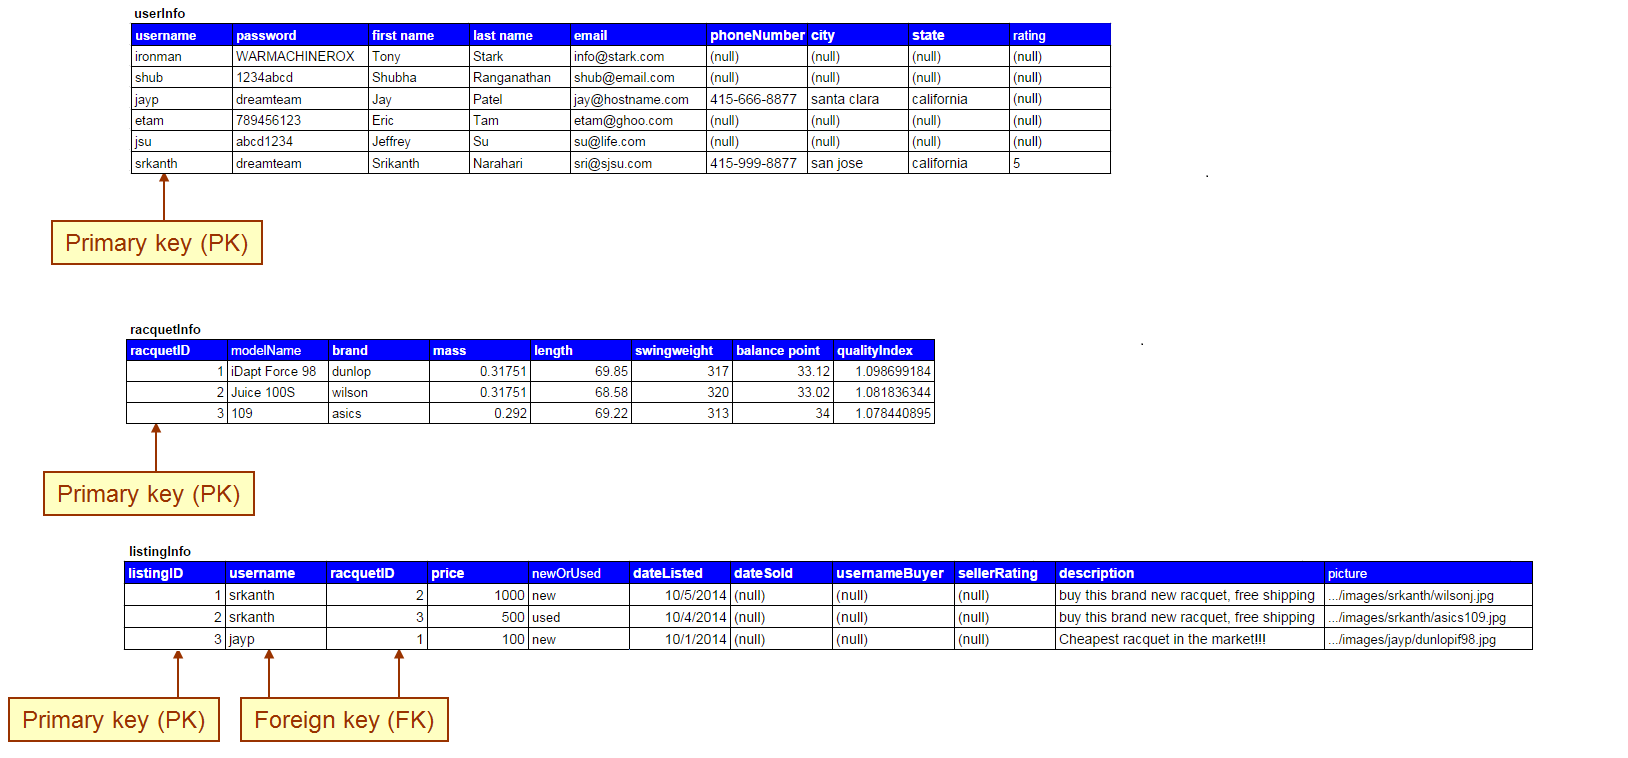 userInfo
username password first name last name email phoneNumber city state rating
ironman WARMACHINEROX Tony Stark info@stark.com (null) (null) (null) (null)
shub 1234abcd Shubha Ranganathan shub@email.com (null) (null) (null) (null)
jayp dreamteam Jay Patel jay@hostname.com 415-666-8877 santa clara california (null)
etam 789456123 Eric Tam etam@ghoo.com (null) (null) (null) (null)
jsu abcd1234 Jeffrey Su su@life.com (null) (null) (null) (null)
srkanth dreamteam Srikanth Narahari sri@sjsu.com 415-999-8877 san jose california 5
Primary key (PK)
racquetInfo
racquetID modelName brand mass length swingweight balance point qualityIndex
1 iDapt Force 98 dunlop 0.31751 69.85 317 33.12 1.098699184
2 Juice 100S wilson 0.31751 68.58 320 33.02 1.081836344
3 109 asics 0.292 69.22 313 34 1.078440895
Primary key (PK)
listingInfo
listingID username racquetID price newOrUsed dateListed dateSold usernameBuyer sellerRating description picture
1 srkanth 2 1000 new 10/5/2014 (null) (null) (null) buy this brand new racquet, free shipping .../images/srkanth/wilsonj.jpg
2 srkanth 3 500 used 10/4/2014 (null) (null) (null) buy this brand new racquet, free shipping .../images/srkanth/asics109.jpg
3 jayp 1 100 new 10/1/2014 (null) (null) (null) Cheapest racquet in the market!!! .../images/jayp/dunlopif98.jpg
Primary key (PK) Foreign key (FK)